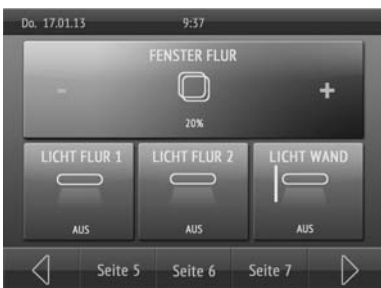 Do. 17.01.13 9:37
FENSTER FLUR
- +
20%
LICHT FLUR 1 LICHT FLUR 2 LICHT WAND
AUS AUS AUS
Seite 5 Seite 6 Seite 7